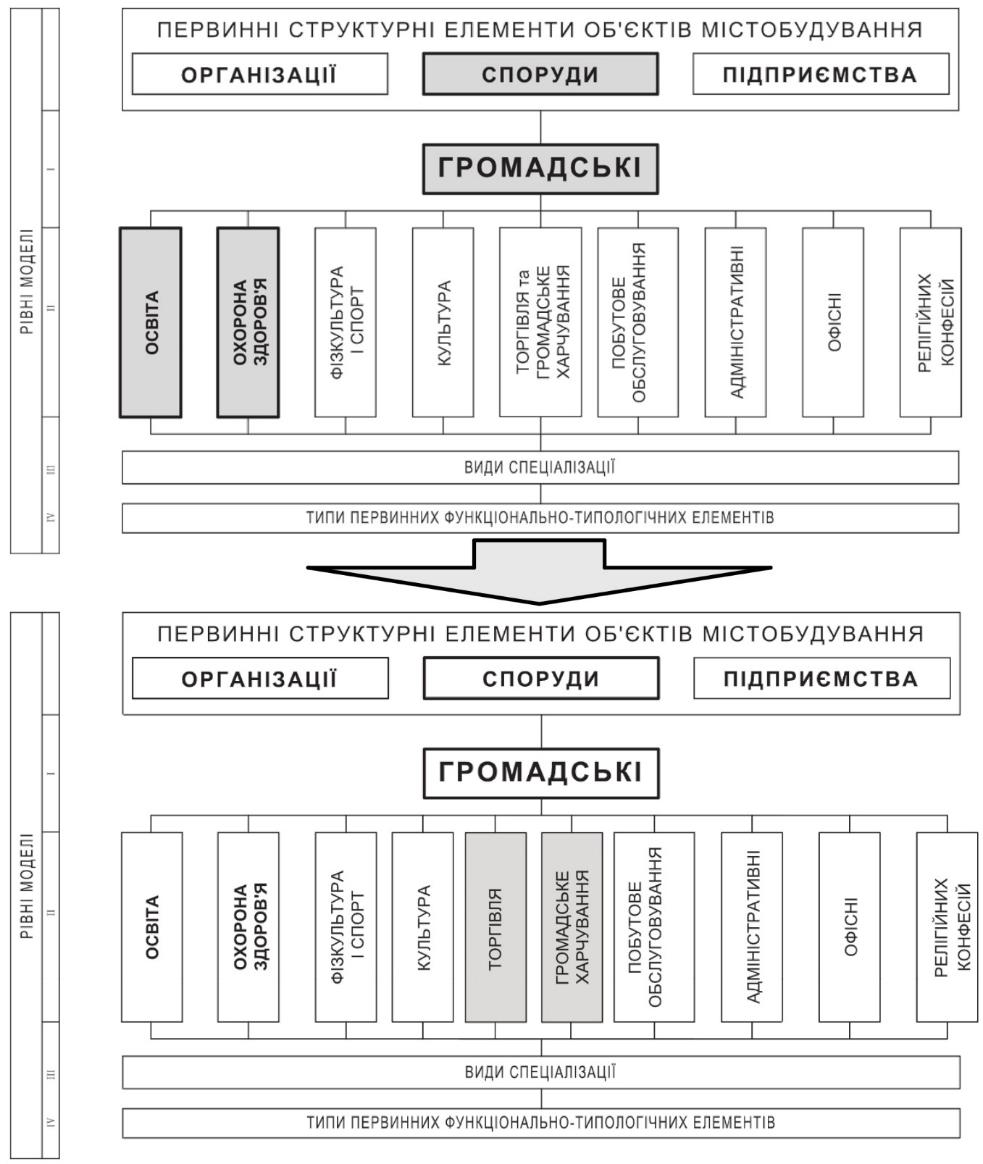 ПЕРВИННІ СТРУКТУРНІ ЕЛЕМЕНТИ ОБ'ЄКТІВ МІСТОБУДУВАННЯ
ОРГАНІЗАЦІЇ
СПОРУДИ
ПІДПРИЄМСТВА
РІВНІ МОДЕЛІ
I
ГРОМАДСЬКІ
II
ОСВІТА
ОХОРОНА
ЗДОРОВ'Я
ФІЗКУЛЬТУРА
І СПОРТ
КУЛЬТУРА
ТОРГІВЛЯ та
ГРОМАДСЬКЕ
ХАРЧУВАННЯ
ПОБУТОВЕ
ОБСЛУГОВУВАННЯ
АДМІНІСТРАТИВНІ
ОФІСНІ
РЕЛІГІЙНИХ
КОНФЕСІЙ
III
ВИДИ СПЕЦІАЛІЗАЦІЇ
IV
ТИПИ ПЕРВИННИХ ФУНКЦІОНАЛЬНО-ТИПОЛОГІЧНИХ ЕЛЕМЕНТІВ
ПЕРВИННІ СТРУКТУРНІ ЕЛЕМЕНТИ ОБ'ЄКТІВ МІСТОБУДУВАННЯ
ОРГАНІЗАЦІЇ
СПОРУДИ
ПІДПРИЄМСТВА
РІВНІ МОДЕЛІ
I
ГРОМАДСЬКІ
II
ОСВІТА
ОХОРОНА
ЗДОРОВ'Я
ФІЗКУЛЬТУРА
І СПОРТ
КУЛЬТУРА
ТОРГІВЛЯ
ГРОМАДСЬКЕ
ХАРЧУВАННЯ
ПОБУТОВЕ
ОБСЛУГОВУВАННЯ
АДМІНІСТРАТИВНІ
ОФІСНІ
РЕЛІГІЙНИХ
КОНФЕСІЙ
III
ВИДИ СПЕЦІАЛІЗАЦІЇ
IV
ТИПИ ПЕРВИННИХ ФУНКЦІОНАЛЬНО-ТИПОЛОГІЧНИХ ЕЛЕМЕНТІВ